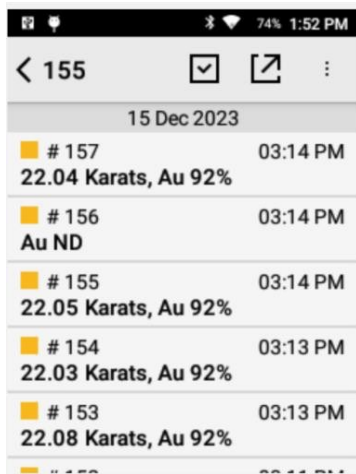 74% 1:52 PM
155
15 Dec 2023
# 157 03:14 PM
22.04 Karats, Au 92%
# 156 03:14 PM
Au ND
# 155 03:14 PM
22.05 Karats, Au 92%
# 154 03:13 PM
22.03 Karats, Au 92%
# 153 03:13 PM
22.08 Karats, Au 92%